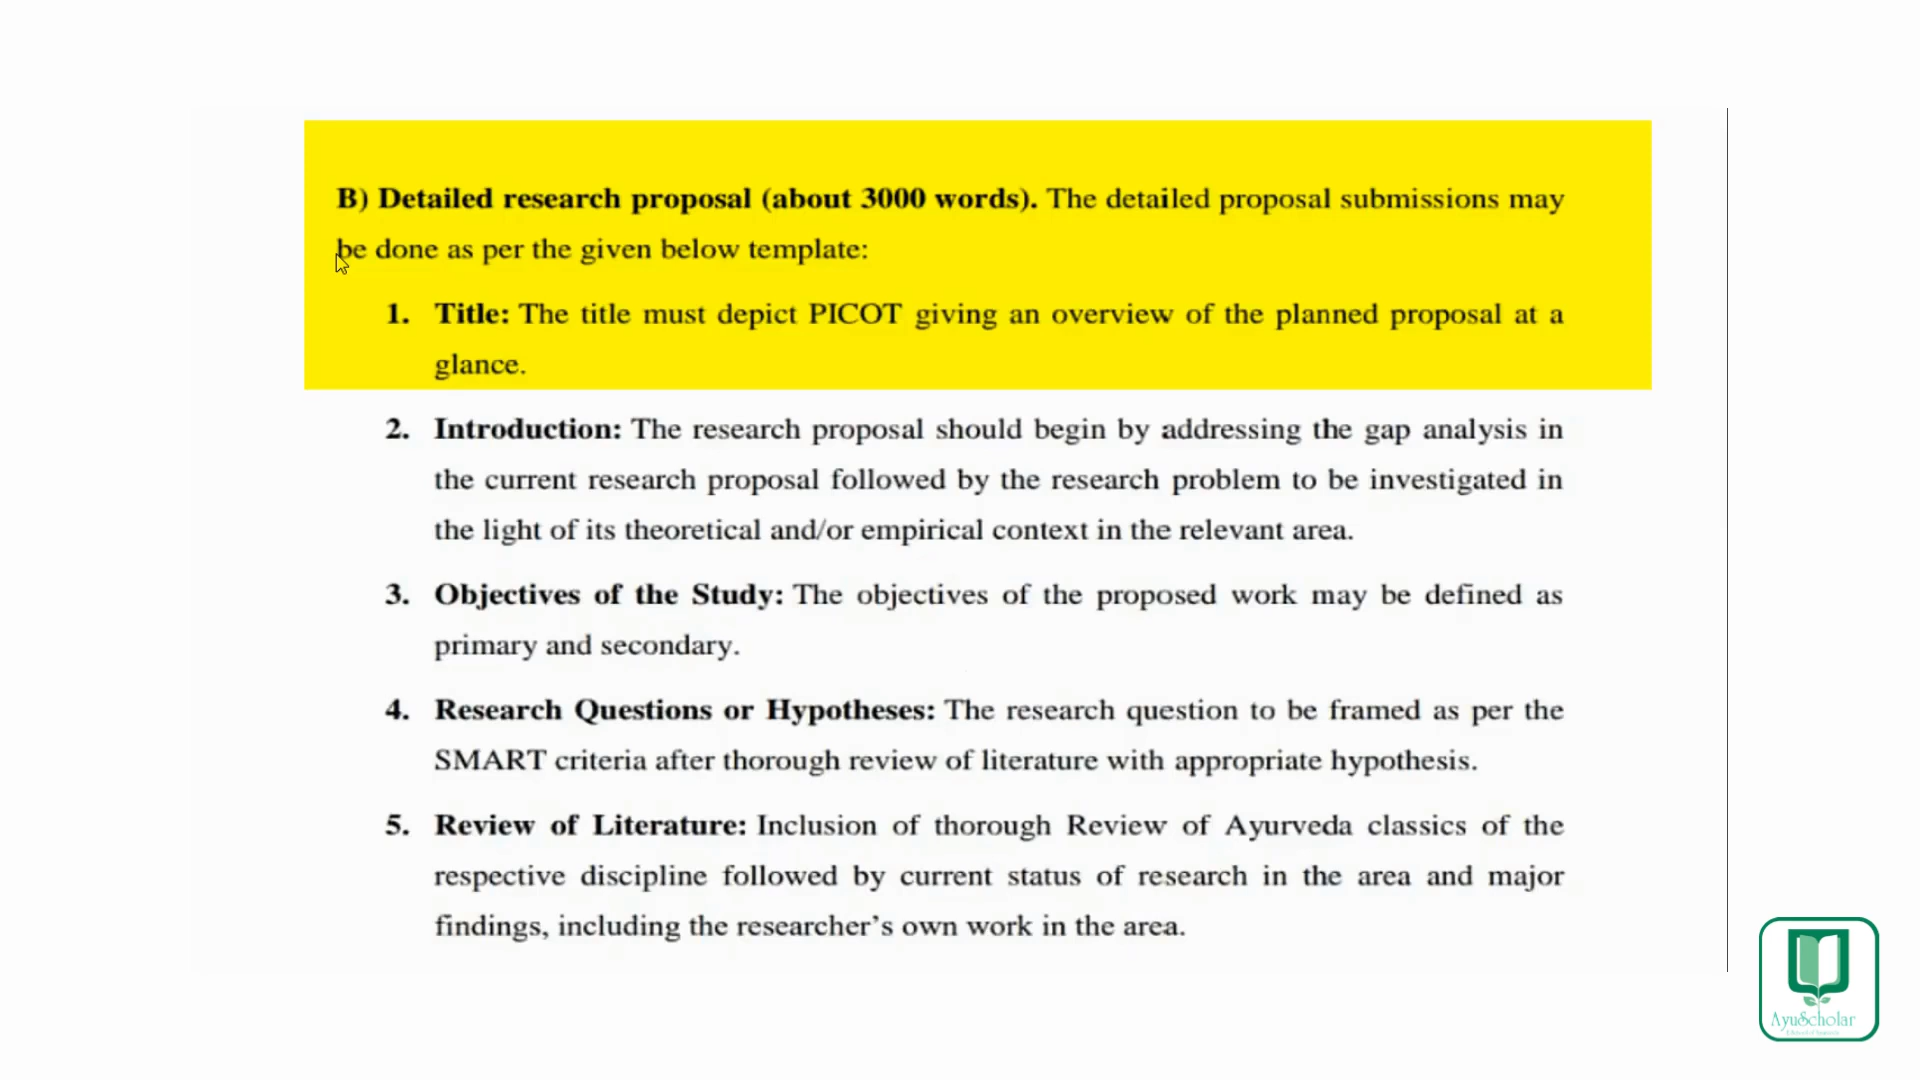 B) Detailed research proposal (about 3000 words). The detailed proposal submissions may
be done as per the given below template:
1. Title: The title must depict PICOT giving an overview of the planned proposal at a
glance.
2. Introduction: The research proposal should begin by addressing the gap analysis in
the current research proposal followed by the research problem to be investigated in
the light of its theoretical and/or empirical context in the relevant area.
3. Objectives of the Study: The objectives of the proposed work may be defined as
primary and secondary.
4. Research Questions or Hypotheses: The research question to be framed as per the
SMART criteria after thorough review of literature with appropriate hypothesis.
5. Review of Literature: Inclusion of thorough Review of Ayurveda classics of the
respective discipline followed by current status of research in the area and major
findings, including the researcher’s own work in the area.
AyuScholar